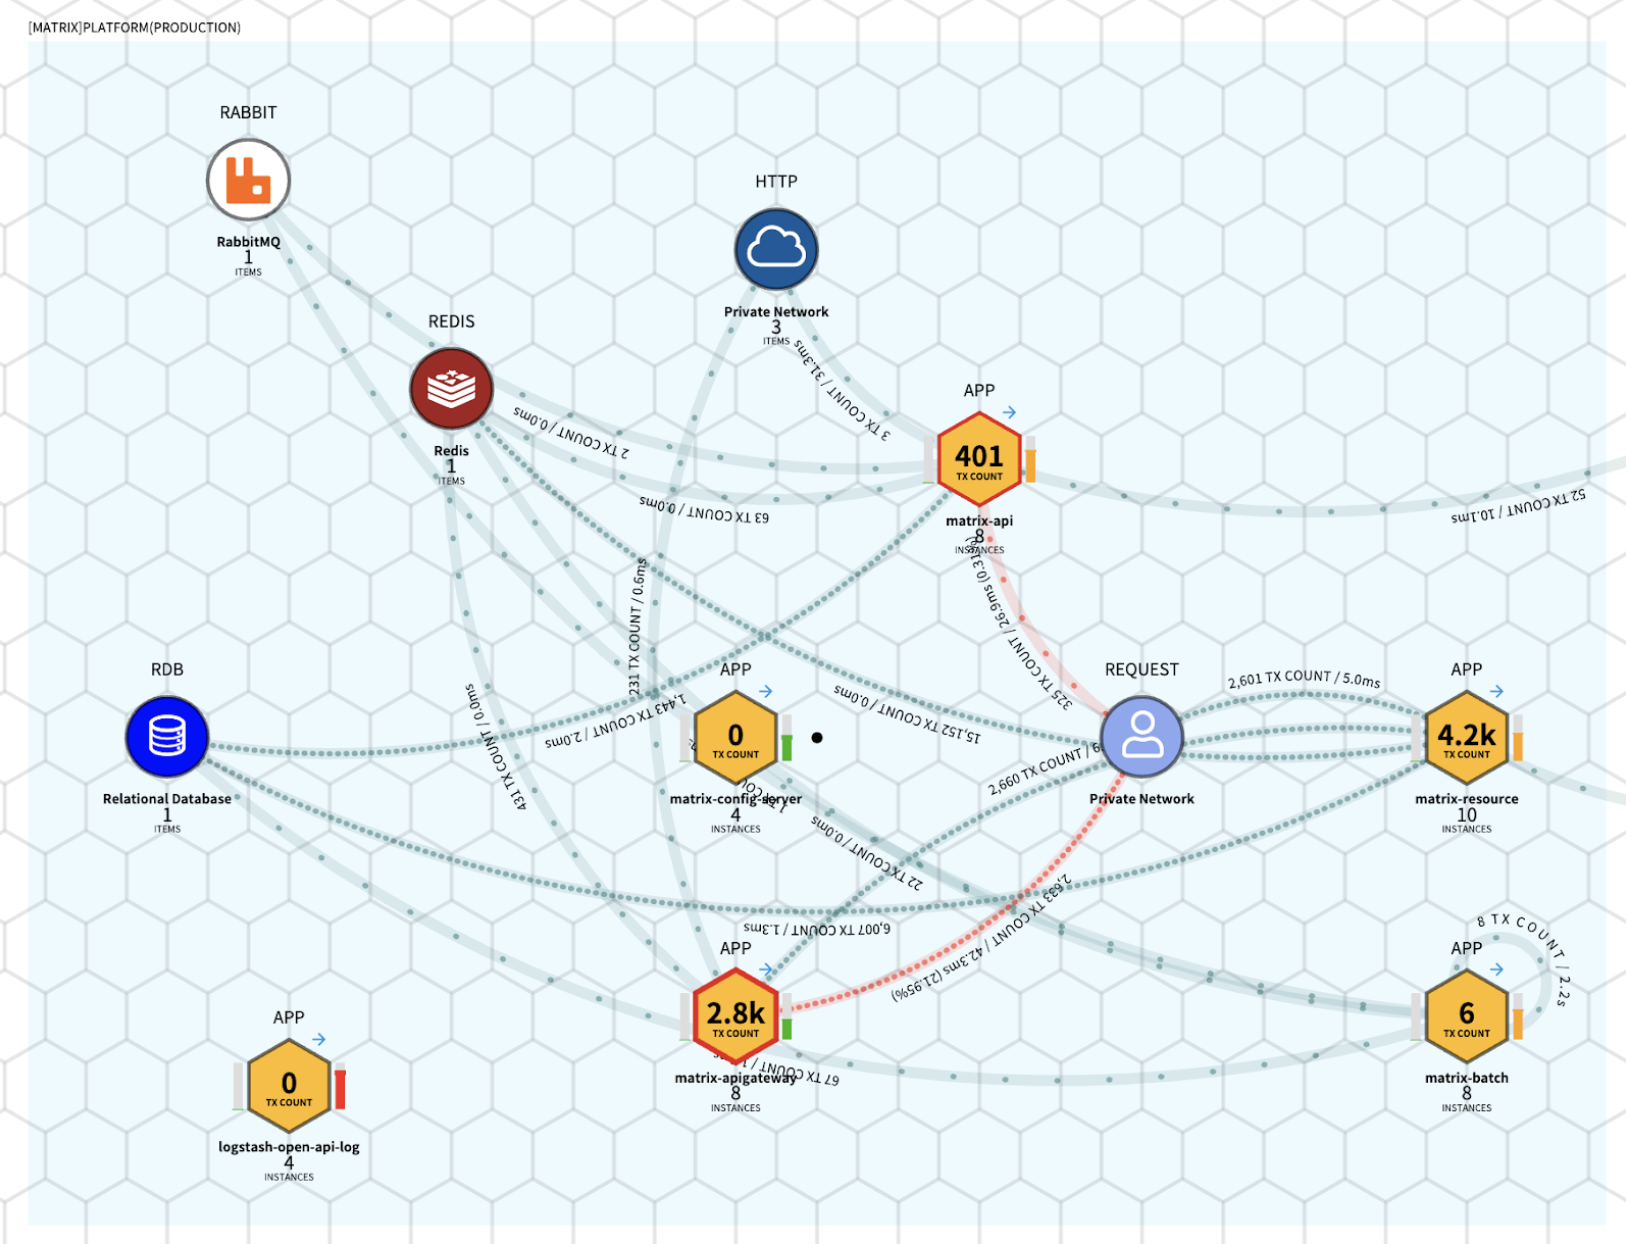 [MATRIX]PLATFORM(PRODUCTION)
RABBIT
RabbitMQ
1
ITEMS
HTTP
Private Network
3
ITEMS
REDIS
Redis
1
ITEMS
2 TX COUNT / 0.0ms
3 TX COUNT / 31.3ms
63 TX COUNT / 0.0ms
APP
401
TX COUNT
matrix-api
8
INSTANCES
52 TX COUNT / 10.1ms
325 TX COUNT / 26.9ms (0.31%)
231 TX COUNT / 0.6ms
RDB
Relational Database
1
ITEMS
431 TX COUNT / 0.0ms
1,443 TX COUNT / 2.0ms
APP
0
TX COUNT
matrix-config-server
4
INSTANCES
15,152 TX COUNT / 0.0ms
22 TX COUNT / 0.0ms
2,660 TX COUNT /
REQUEST
Private Network
2,601 TX COUNT / 5.0ms
APP
4.2k
TX COUNT
matrix-resource
10
INSTANCES
6,007 TX COUNT / 1.3ms
2,633 TX COUNT / 42.3ms (21.95%)
APP
2.8k
TX COUNT
matrix-apigateway
8
INSTANCES
67 TX COUNT /
8 TX COUNT / 2.2s
APP
6
TX COUNT
matrix-batch
8
INSTANCES
APP
0
TX COUNT
logstash-open-api-log
4
INSTANCES